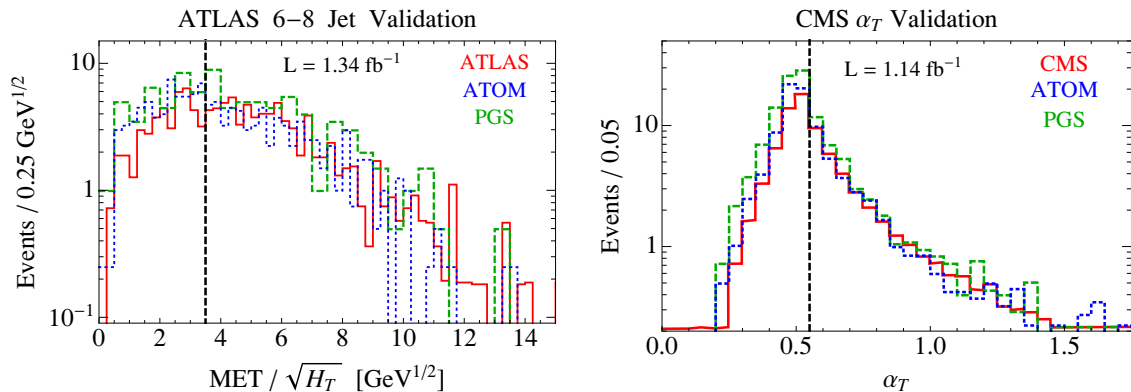 ATLAS 6–8 Jet Validation
L = 1.34 fb⁻¹
ATLAS
ATOM
PGS
Events / 0.25 GeV^{1/2}
10
1
10⁻¹
0 2 4 6 8 10 12 14
MET / √H_T [GeV^{1/2}]
CMS α_T Validation
L = 1.14 fb⁻¹
CMS
ATOM
PGS
Events / 0.05
10
1
0.0 0.5 1.0 1.5
α_T